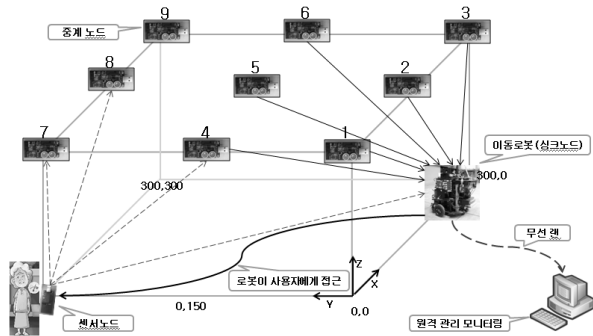 9
6
3
중계 노드
8
5
2
7
4
1
이동로봇(싱크노드)
300,0
300,300
무선 랜
로봇이 사용자에게 접근
Z
X
Y
0,150
0,0
센서노드
원격 관리 모니터링